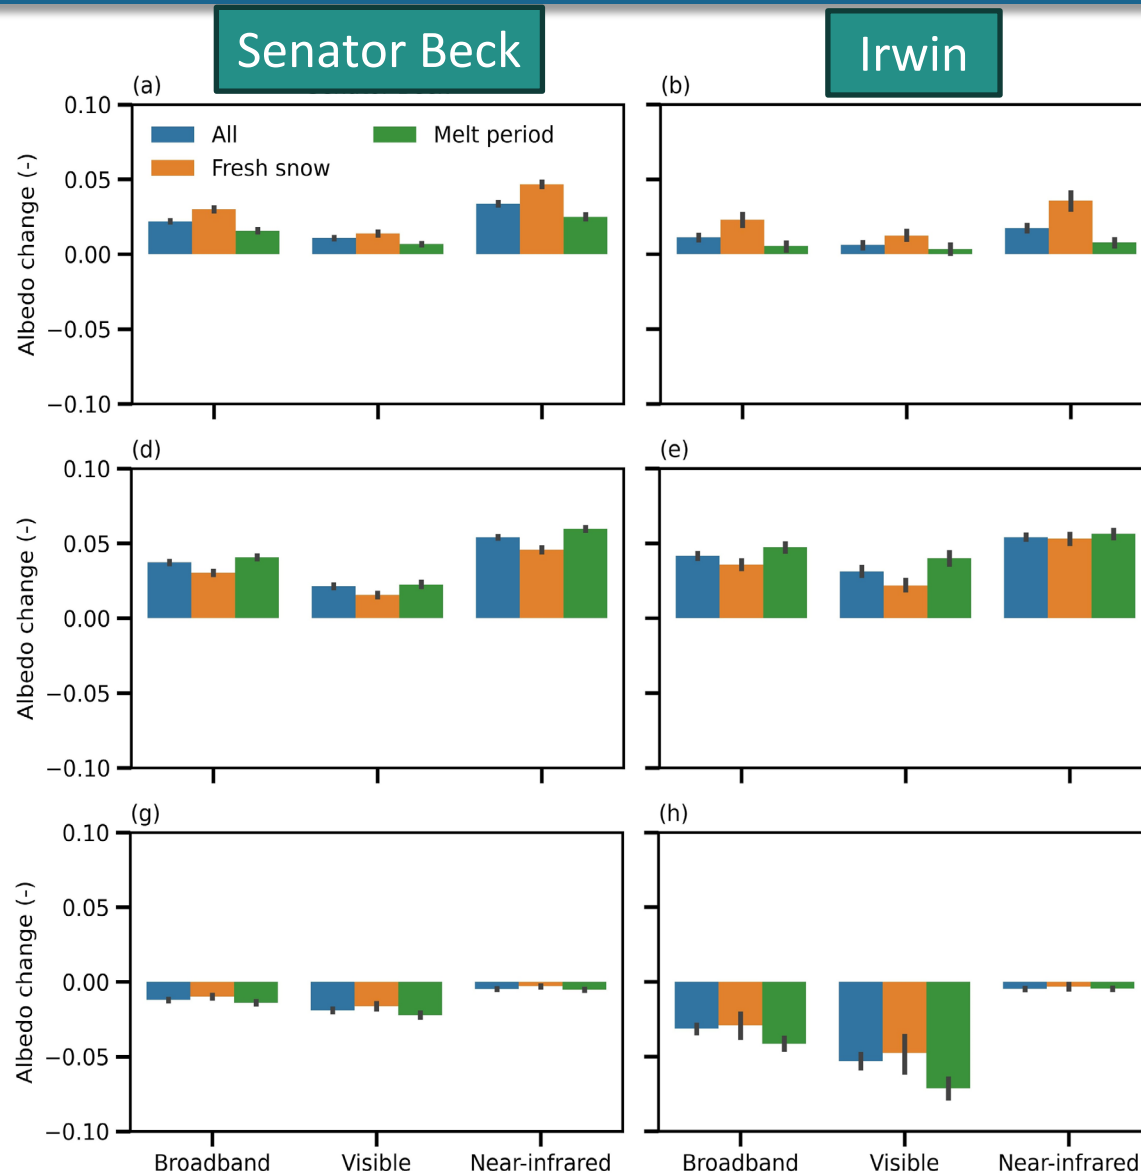 Senator Beck
Irwin
(a)
(b)
All
Melt period
Fresh snow
0.10
0.05
0.00
−0.05
−0.10
Albedo change (-)
(d)
(e)
0.10
0.05
0.00
−0.05
−0.10
Albedo change (-)
(g)
(h)
0.10
0.05
0.00
−0.05
−0.10
Albedo change (-)
Broadband
Visible
Near-infrared
Broadband
Visible
Near-infrared